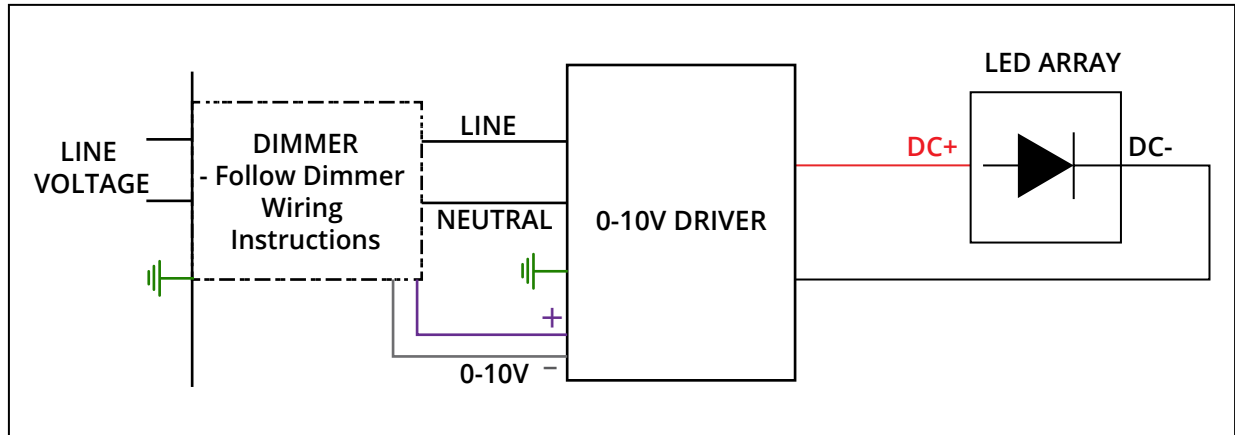 LED ARRAY
LINE
VOLTAGE
DIMMER
- Follow Dimmer
Wiring
Instructions
LINE
NEUTRAL
+
0-10V −
0-10V DRIVER
DC+
DC-